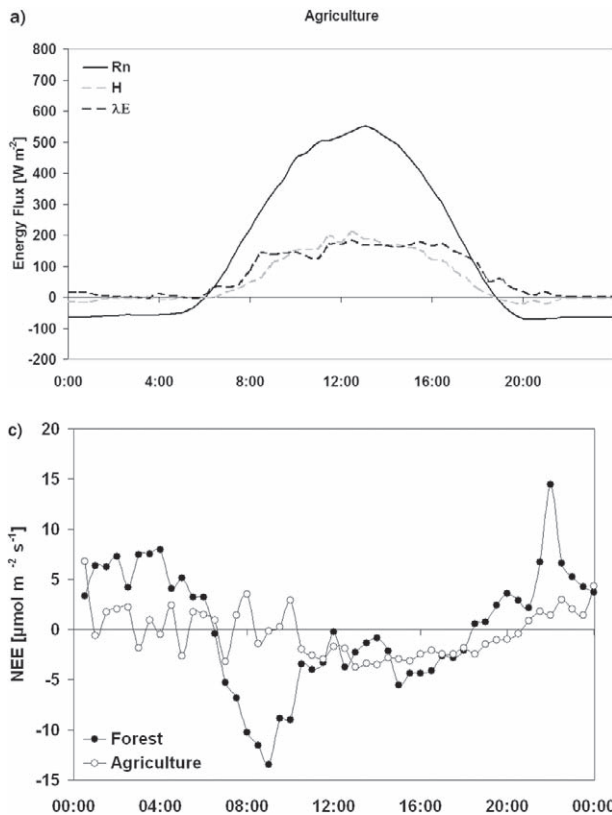 a)
Agriculture
800
700
600
500
400
300
200
100
0
-100
-200
Energy Flux [W m-2]
Rn
H
λE
0:00 4:00 8:00 12:00 16:00 20:00
c)
20
15
10
5
0
-5
-10
-15
NEE [µmol m -2 s-1]
Forest
Agriculture
00:00 04:00 08:00 12:00 16:00 20:00 00:00